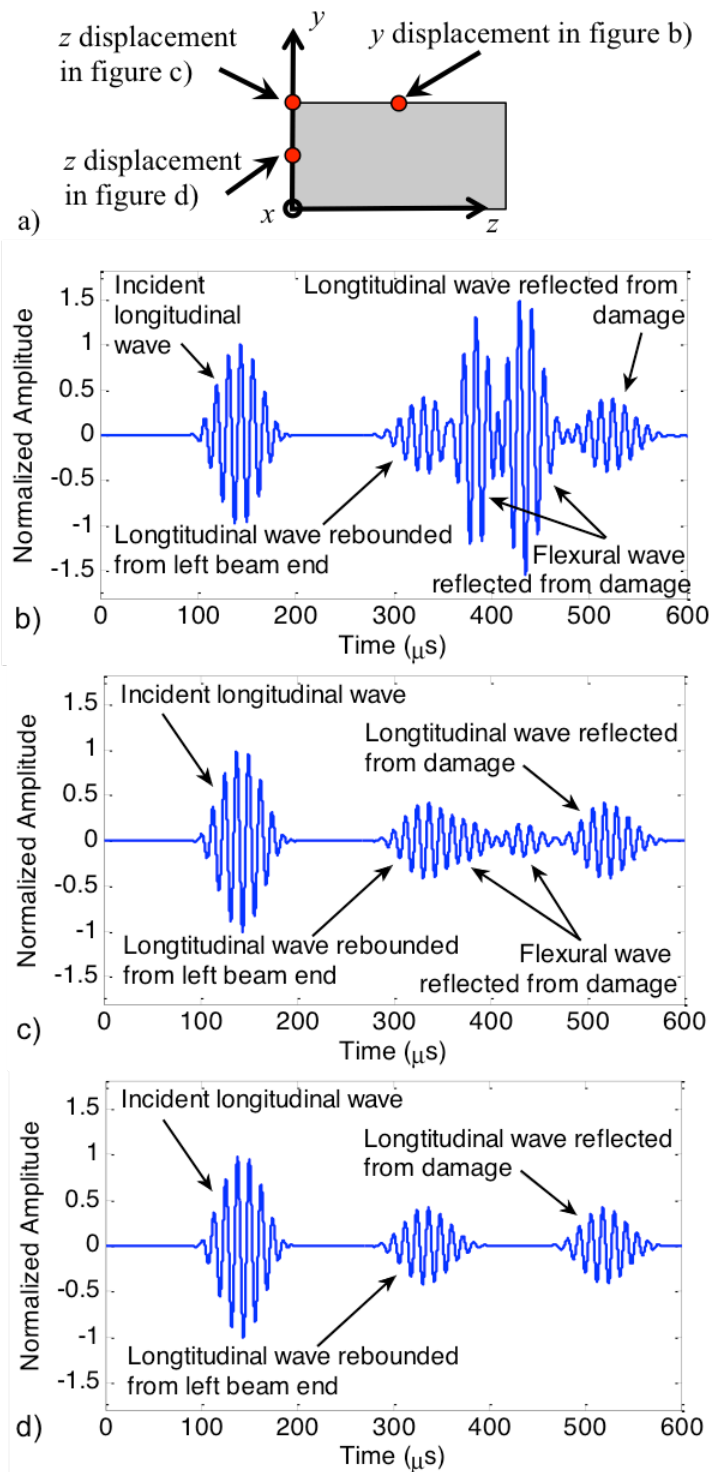 y
z displacement
in figure c)
y displacement in figure b)
z displacement
in figure d)
x
z
a)
Normalized Amplitude
1.5
1
0.5
0
-0.5
-1
-1.5
Incident
longitudinal
wave
Longtitudinal wave reflected from
damage
Longtitudinal wave rebounded
from left beam end
Flexural wave
reflected from damage
0
100
200
300
400
500
600
Time (μs)
b)
Normalized Amplitude
1.5
1
0.5
0
-0.5
-1
-1.5
Incident longitudinal wave
Longtitudinal wave reflected
from damage
Longtitudinal wave rebounded
from left beam end
Flexural wave
reflected from damage
0
100
200
300
400
500
600
Time (μs)
c)
Normalized Amplitude
1.5
1
0.5
0
-0.5
-1
-1.5
Incident longitudinal wave
Longtitudinal wave reflected
from damage
Longtitudinal wave rebounded
from left beam end
0
100
200
300
400
500
600
Time (μs)
d)